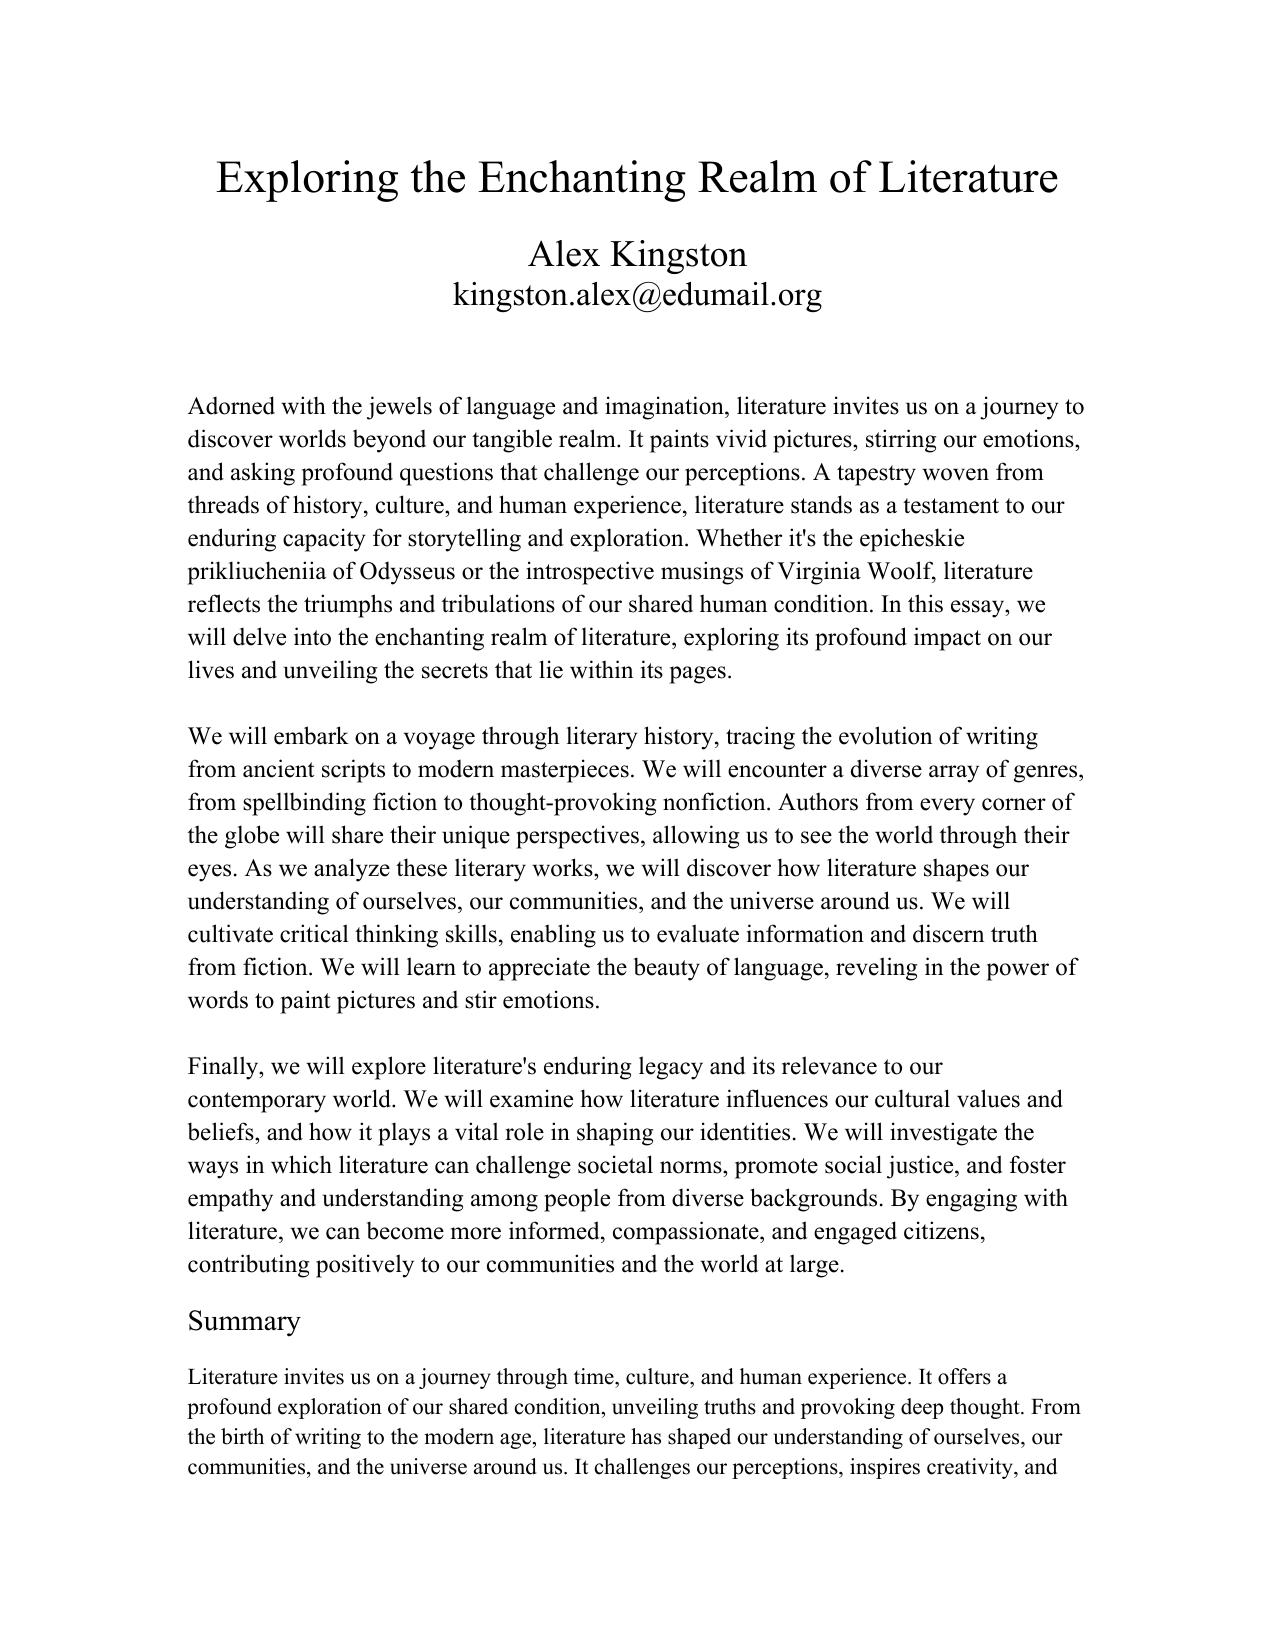 Exploring the Enchanting Realm of Literature
Alex Kingston
kingston.alex@edumail.org
Adorned with the jewels of language and imagination, literature invites us on a journey to
discover worlds beyond our tangible realm. It paints vivid pictures, stirring our emotions,
and asking profound questions that challenge our perceptions. A tapestry woven from
threads of history, culture, and human experience, literature stands as a testament to our
enduring capacity for storytelling and exploration. Whether it's the epicheskie
prikliucheniia of Odysseus or the introspective musings of Virginia Woolf, literature
reflects the triumphs and tribulations of our shared human condition. In this essay, we
will delve into the enchanting realm of literature, exploring its profound impact on our
lives and unveiling the secrets that lie within its pages.
We will embark on a voyage through literary history, tracing the evolution of writing
from ancient scripts to modern masterpieces. We will encounter a diverse array of genres,
from spellbinding fiction to thought-provoking nonfiction. Authors from every corner of
the globe will share their unique perspectives, allowing us to see the world through their
eyes. As we analyze these literary works, we will discover how literature shapes our
understanding of ourselves, our communities, and the universe around us. We will
cultivate critical thinking skills, enabling us to evaluate information and discern truth
from fiction. We will learn to appreciate the beauty of language, reveling in the power of
words to paint pictures and stir emotions.
Finally, we will explore literature's enduring legacy and its relevance to our
contemporary world. We will examine how literature influences our cultural values and
beliefs, and how it plays a vital role in shaping our identities. We will investigate the
ways in which literature can challenge societal norms, promote social justice, and foster
empathy and understanding among people from diverse backgrounds. By engaging with
literature, we can become more informed, compassionate, and engaged citizens,
contributing positively to our communities and the world at large.
Summary
Literature invites us on a journey through time, culture, and human experience. It offers a
profound exploration of our shared condition, unveiling truths and provoking deep thought. From
the birth of writing to the modern age, literature has shaped our understanding of ourselves, our
communities, and the universe around us. It challenges our perceptions, inspires creativity, and